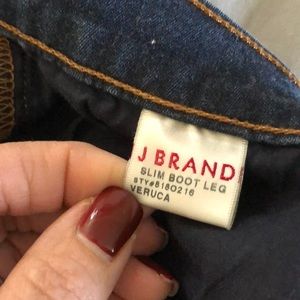 J BRAND
SLIM BOOT LEG
STY#8180216
VERUCA